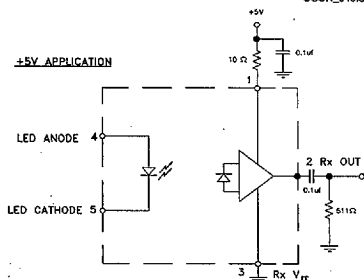 +5V
+5V APPLICATION
10 Ω
0.1uf
1
LED ANODE 4
2 Rx OUT
0.1uf
LED CATHODE 5
511Ω
3 Rx VEE